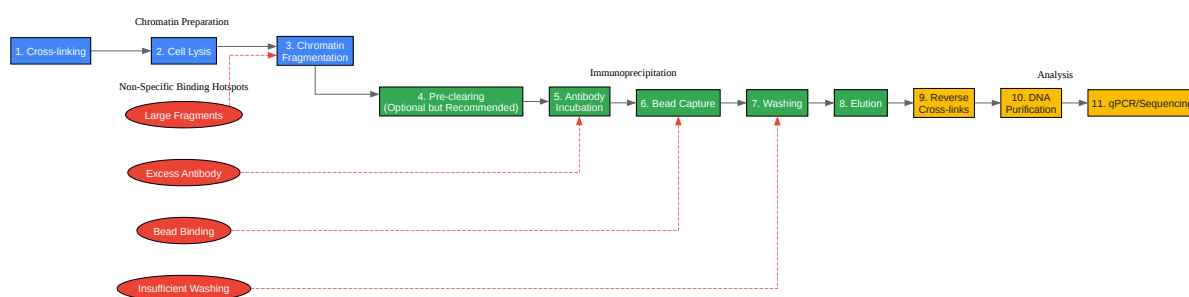 Chromatin Preparation
1. Cross-linking
2. Cell Lysis
3. Chromatin
Fragmentation
Non-Specific Binding Hotspots
Large Fragments
Excess Antibody
Bead Binding
Insufficient Washing
Immunoprecipitation
4. Pre-clearing
(Optional but Recommended)
5. Antibody
Incubation
6. Bead Capture
7. Washing
8. Elution
Analysis
9. Reverse
Cross-links
10. DNA
Purification
11. qPCR/Sequencing